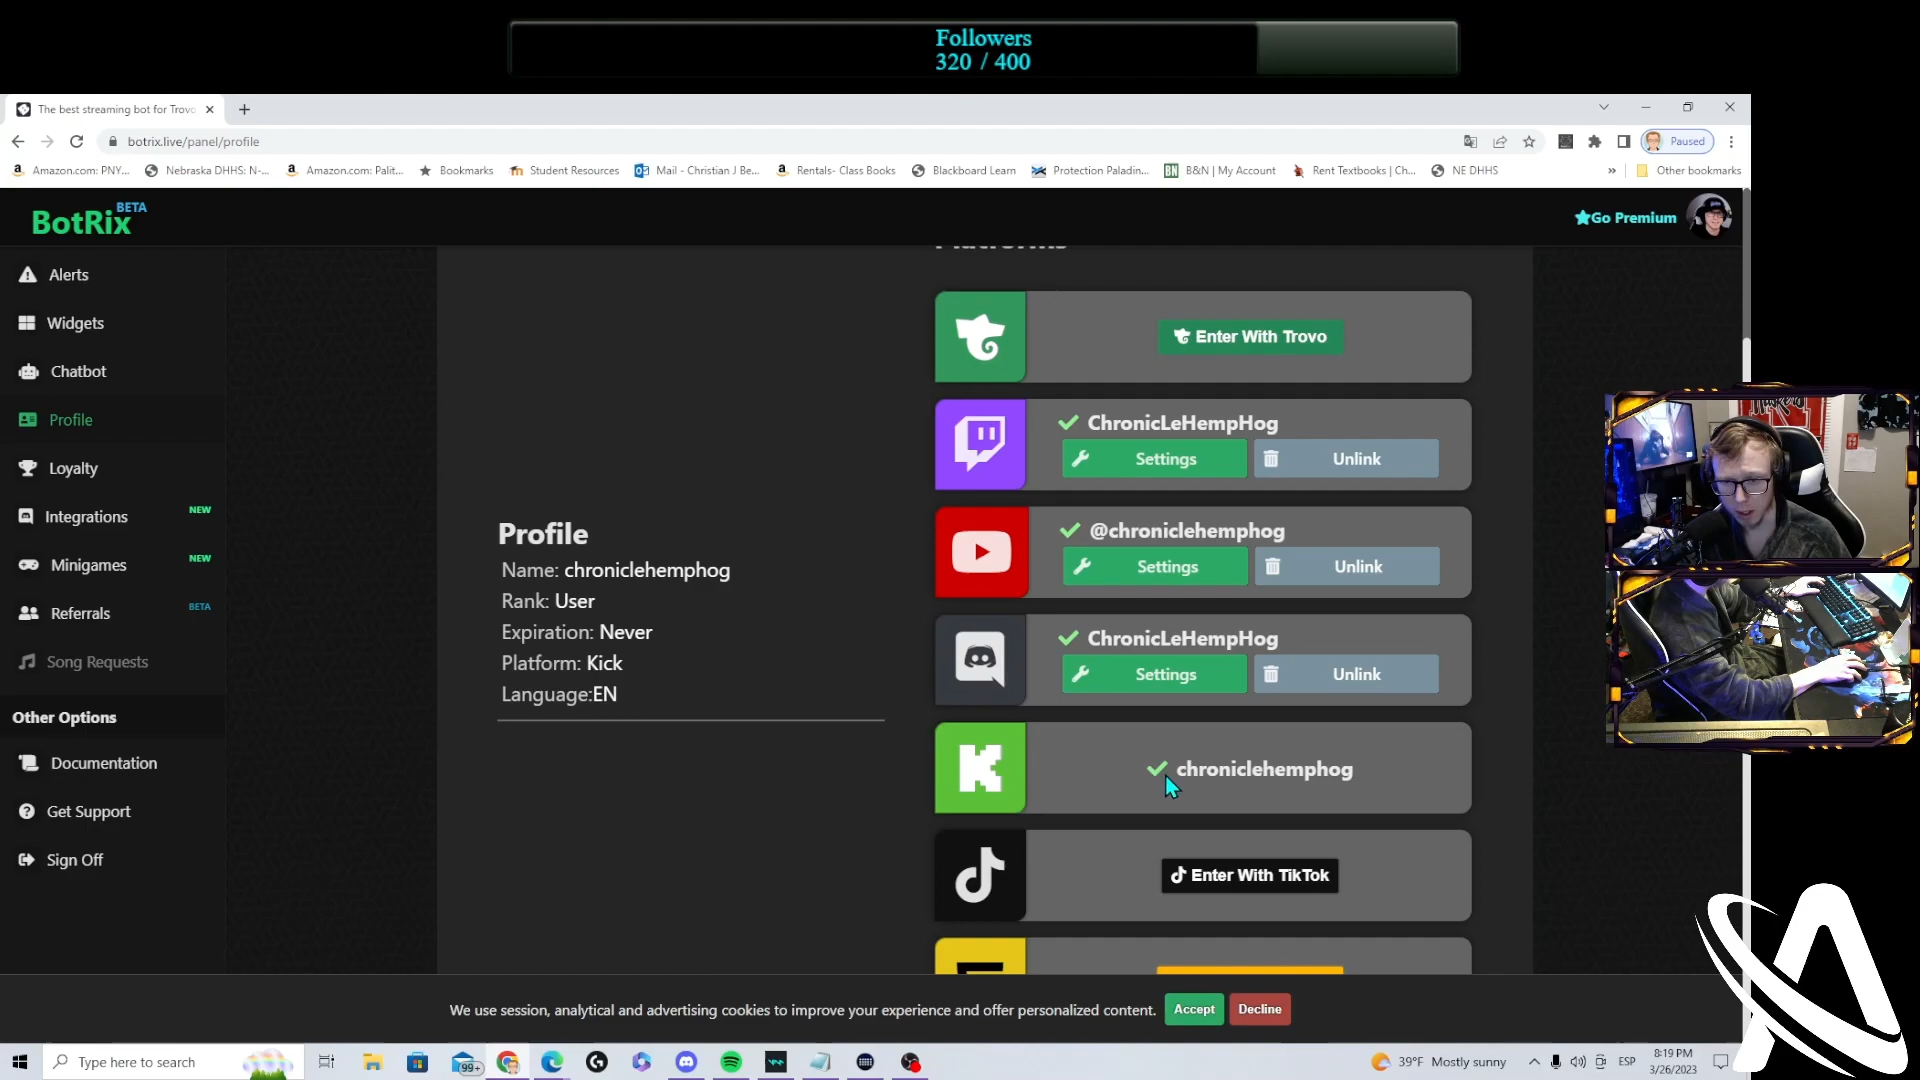 Followers
320 / 400
The best streaming bot for Trovo
botrix.live/panel/profile
Paused
Amazon.com: PNY...
Nebraska DHHS: N-...
Amazon.com: Palit...
Bookmarks
Student Resources
Mail - Christian J Be...
Rentals- Class Books
Blackboard Learn
Protection Paladin...
BN
B&N | My Account
Rent Textbooks | Ch...
NE DHHS
»
Other bookmarks
BotRix
BETA
Go Premium
Alerts
Widgets
Chatbot
Profile
Loyalty
Integrations
NEW
Minigames
NEW
Referrals
BETA
Song Requests
Other Options
Documentation
Get Support
Sign Off
Profile
Name: chroniclehemphog
Rank: User
Expiration: Never
Platform: Kick
Language:EN
Platforms
Enter With Trovo
ChronicLeHempHog
Settings
Unlink
@chroniclehemphog
Settings
Unlink
ChronicLeHempHog
Settings
Unlink
chroniclehemphog
Enter With TikTok
We use session, analytical and advertising cookies to improve your experience and offer personalized content.
Accept
Decline
Type here to search
99+
39°F Mostly sunny
ESP
8:19 PM
3/26/2023